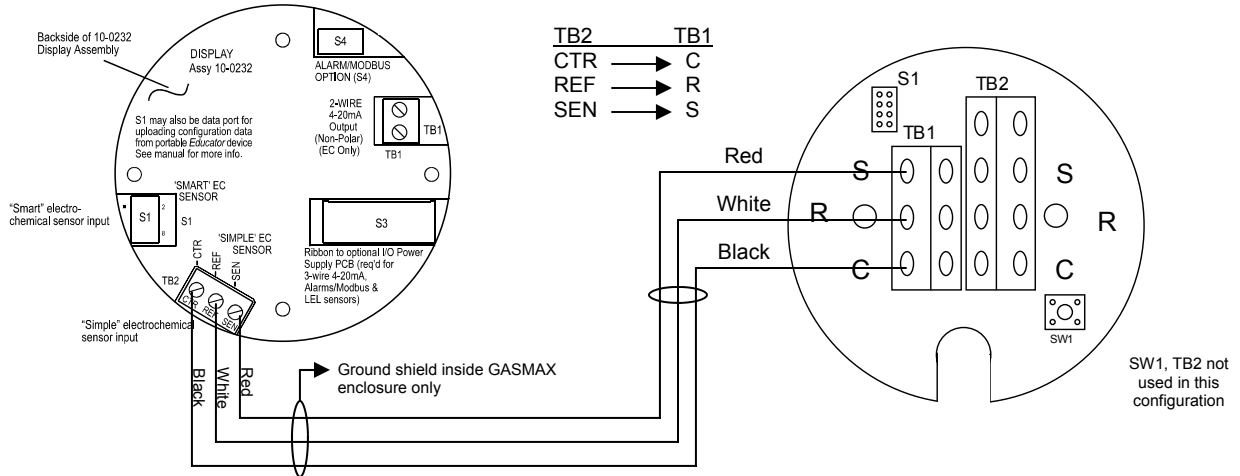 Backside of 10-0232
Display Assembly
DISPLAY
Assy 10-0232
S4
ALARM/MODBUS
OPTION (S4)
S1 may also be data port for
uploading configuration data
from portable Educator device
See manual for more info.
2-WIRE
4-20mA
Output
(Non-Polar)
(EC Only)
TB1
TB1
'SMART' EC
SENSOR
"Smart" electro-
chemical sensor input
S1
2
8
S1
S3
Ribbon to optional I/O Power
Supply PCB (req'd for
3-wire 4-20mA,
Alarms/Modbus &
LEL sensors)
'SIMPLE' EC
SENSOR
CTR
REF
SEN
TB2
CTR
REF
SEN
"Simple" electrochemical
sensor input
Black
White
Red
Ground shield inside GASMAX
enclosure only
TB2 TB1
CTR C
REF R
SEN S
Red
White
Black
S1
TB1
TB2
S
R
C
S
R
C
SW1
SW1, TB2 not
used in this
configuration